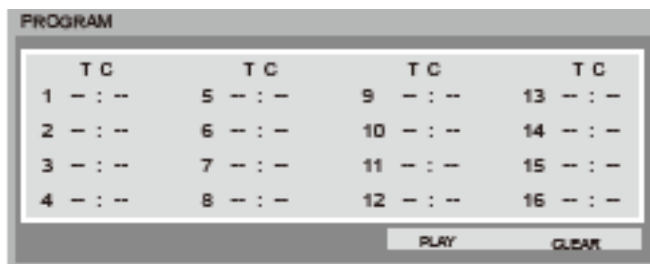 PROGRAM
T C T C T C T C
1 -- : -- 5 -- : -- 9 -- : -- 13 -- : --
2 -- : -- 6 -- : -- 10 -- : -- 14 -- : --
3 -- : -- 7 -- : -- 11 -- : -- 15 -- : --
4 -- : -- 8 -- : -- 12 -- : -- 16 -- : --
PLAY CLEAR